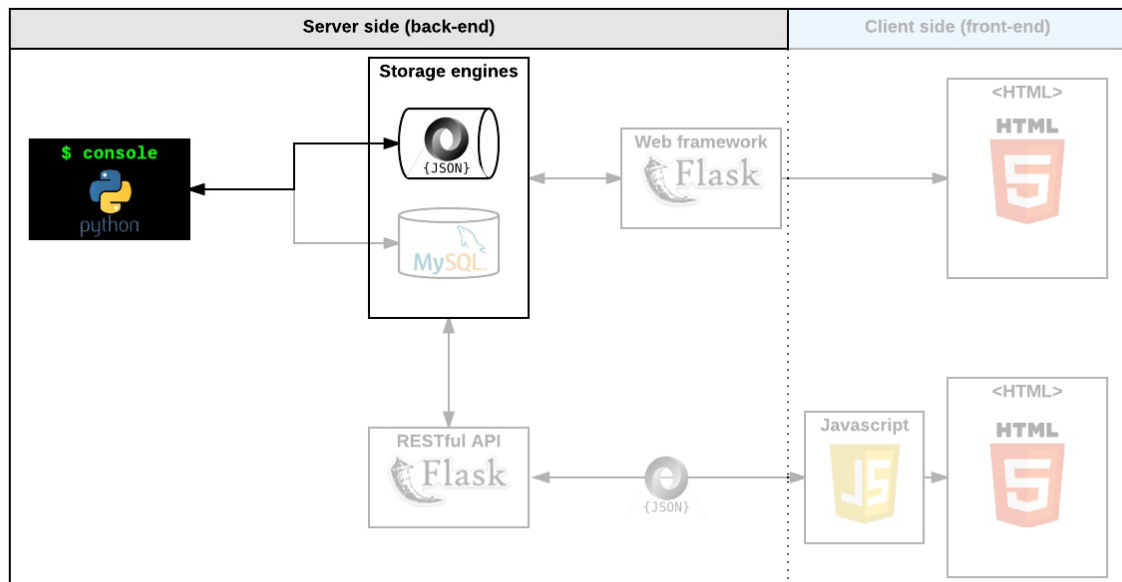 Server side (back-end)
Client side (front-end)
Storage engines
$ console
python
{JSON}
MySQL
Web framework
Flask
<HTML>
HTML
5
RESTful API
Flask
{JSON}
Javascript
JS
<HTML>
HTML
5